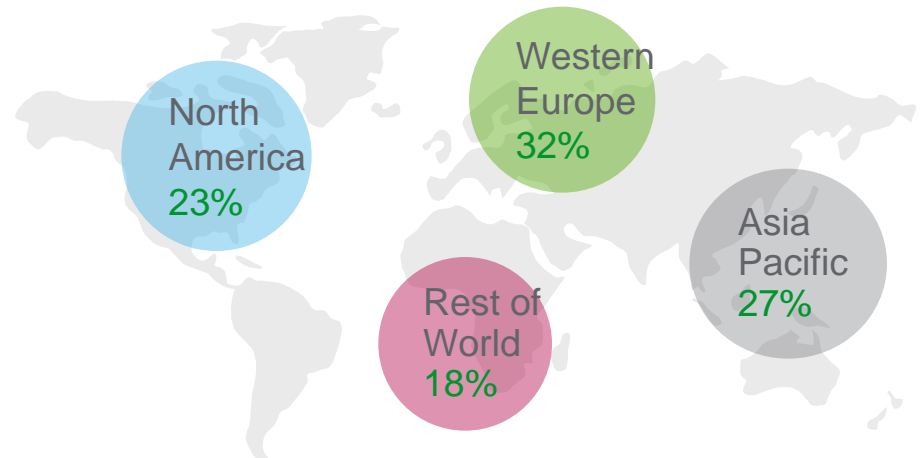 North
America
23%
Western
Europe
32%
Rest of
World
18%
Asia
Pacific
27%